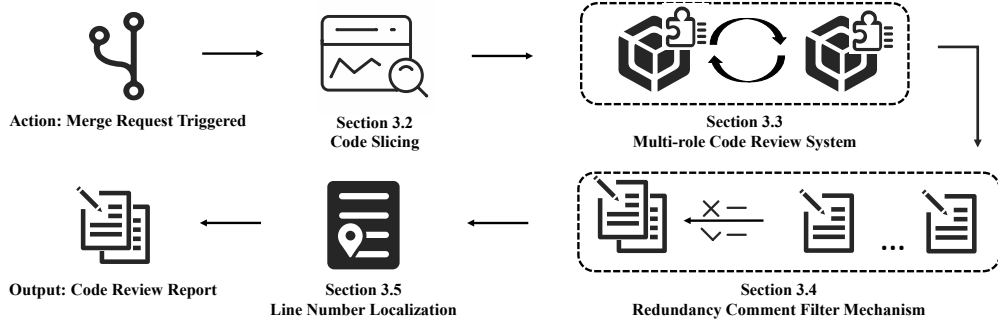 Action: Merge Request Triggered
Section 3.2
Code Slicing
Section 3.3
Multi-role Code Review System
Output: Code Review Report
Section 3.5
Line Number Localization
...
Section 3.4
Redundancy Comment Filter Mechanism